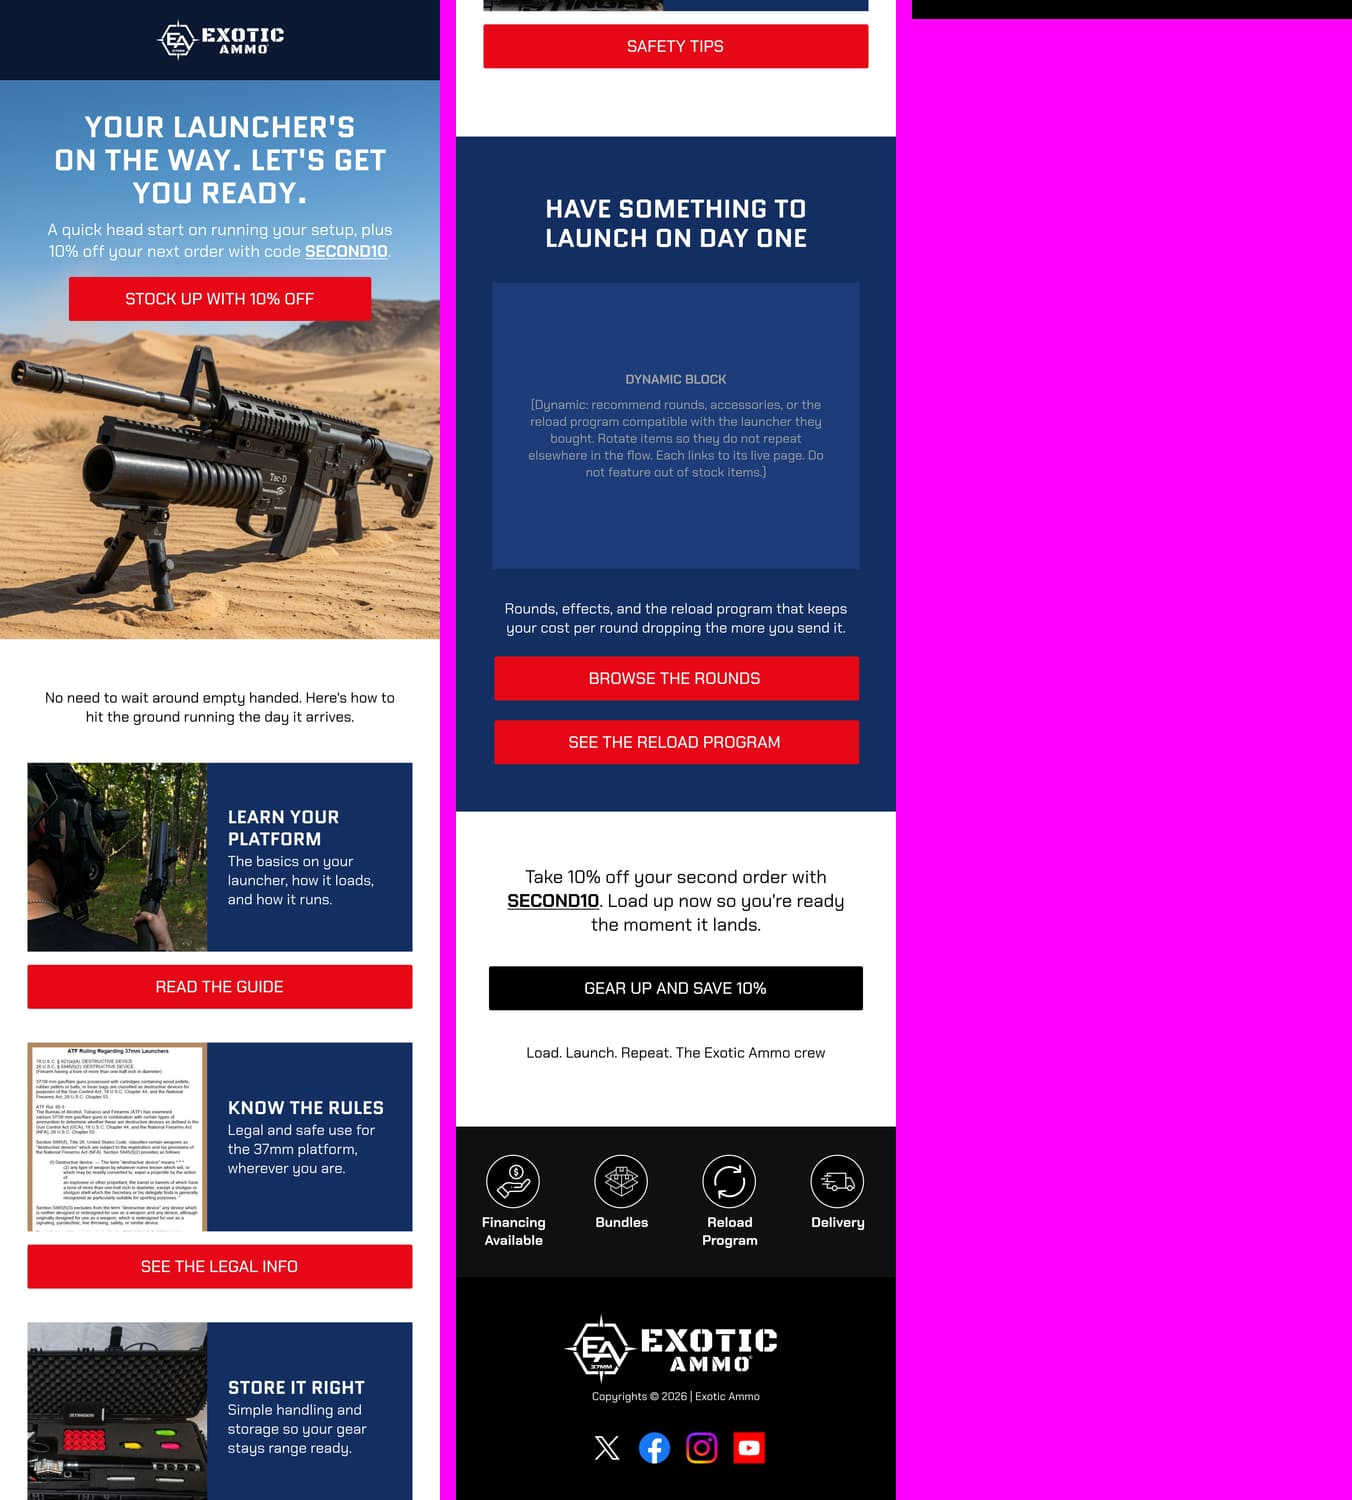 EXOTIC
AMMO
YOUR LAUNCHER'S
ON THE WAY. LET'S GET
YOU READY.
A quick head start on running your setup, plus
10% off your next order with code SECOND10.
STOCK UP WITH 10% OFF
Tac-D
No need to wait around empty handed. Here's how to
hit the ground running the day it arrives.
LEARN YOUR
PLATFORM
The basics on your
launcher, how it loads,
and how it runs.
READ THE GUIDE
ATF Ruling Regarding 37mm Launchers
KNOW THE RULES
Legal and safe use for
the 37mm platform,
wherever you are.
SEE THE LEGAL INFO
STORE IT RIGHT
Simple handling and
storage so your gear
stays range ready.
SAFETY TIPS
HAVE SOMETHING TO
LAUNCH ON DAY ONE
DYNAMIC BLOCK
[Dynamic: recommend rounds, accessories, or the
reload program compatible with the launcher they
bought. Rotate items so they do not repeat
elsewhere in the flow. Each links to its live page. Do
not feature out of stock items.]
Rounds, effects, and the reload program that keeps
your cost per round dropping the more you send it.
BROWSE THE ROUNDS
SEE THE RELOAD PROGRAM
Take 10% off your second order with
SECOND10. Load up now so you're ready
the moment it lands.
GEAR UP AND SAVE 10%
Load. Launch. Repeat. The Exotic Ammo crew
Financing
Available
Bundles
Reload
Program
Delivery
EA
37MM
EXOTIC
AMMO
Copyrights © 2026 | Exotic Ammo